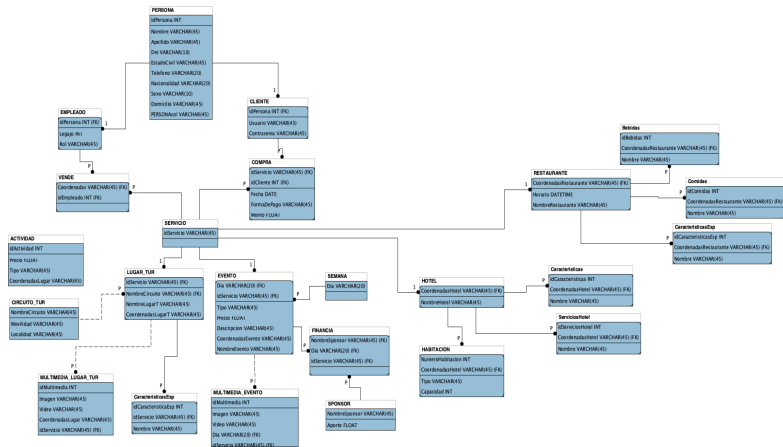 PERSONA
idPersona INT
Nombre VARCHAR(45)
Apellido VARCHAR(45)
Dni VARCHAR(10)
EstadoCivil VARCHAR(45)
Telefono VARCHAR(20)
Nacionalidad VARCHAR(20)
Sexo VARCHAR(10)
Domicilio VARCHAR(45)
PERSONAcol VARCHAR(45)
EMPLEADO
idPersona INT (FK)
Legajo INT
Rol VARCHAR(45)
1
P
CLIENTE
idPersona INT (FK)
Usuario VARCHAR(45)
Contrasenia VARCHAR(45)
1
P
VENDE
Coordenadas VARCHAR(45) (FK)
idEmpleado INT (FK)
P
COMPRA
idServicio VARCHAR(45) (FK)
idCliente INT (FK)
Fecha DATE
FormaDePago VARCHAR(45)
Monto FLOAT
P
SERVICIO
idServicio VARCHAR(45)
RESTAURANTE
CoordenadasRestaurante VARCHAR(45) (FK)
Horario DATETIME
NombreRestaurante VARCHAR(45)
1
Bebidas
idBebidas INT
CoordenadasRestaurante VARCHAR(45) (FK)
Nombre VARCHAR(45)
P
Comidas
idComidas INT
CoordenadasRestaurante VARCHAR(45) (FK)
Nombre VARCHAR(45)
P
CaracteristicasEsp
idCaracteristicasEsp INT
CoordenadasRestaurante VARCHAR(45) (FK)
Nombre VARCHAR(45)
P
ACTIVIDAD
idActividad INT
Precio FLOAT
Tipo VARCHAR(45)
CoordenadasLugar VARCHAR(45)
CIRCUITO_TUR
NombreCircuito VARCHAR(45)
Movilidad VARCHAR(45)
Localidad VARCHAR(45)
P
LUGAR_TUR
idServicio VARCHAR(45) (FK)
NombreCircuito VARCHAR(45) (FK)
NombreLugarT VARCHAR(45)
CoordenadasLugarT VARCHAR(45)
1
EVENTO
Dia VARCHAR(20) (FK)
idServicio VARCHAR(45) (FK)
Tipo VARCHAR(45)
Precio FLOAT
Descripcion VARCHAR(45)
CoordenadasEvento VARCHAR(45)
NombreEvento VARCHAR(45)
1
SEMANA
Dia VARCHAR(20)
P
FINANCIA
NombreSponsor VARCHAR(45) (FK)
Dia VARCHAR(20) (FK)
idServicio VARCHAR(45) (FK)
P
SPONSOR
NombreSponsor VARCHAR(45)
Aporte FLOAT
P
HOTEL
CoordenadasHotel VARCHAR(45) (FK)
NombreHotel VARCHAR(45)
1
Caracteristicas
idCaracteristicas INT
CoordenadasHotel VARCHAR(45) (FK)
Nombre VARCHAR(45)
P
ServiciosHotel
idServiciosHotel INT
CoordenadasHotel VARCHAR(45) (FK)
Nombre VARCHAR(45)
P
HABITACION
NumeroHabitacion INT
CoordenadasHotel VARCHAR(45) (FK)
Tipo VARCHAR(45)
Capacidad INT
P
MULTIMEDIA_LUGAR_TUR
idMultimedia INT
Imagen VARCHAR(45)
Video VARCHAR(45)
CoordenadasLugar VARCHAR(45)
idServicio VARCHAR(45) (FK)
P
CaracteristicasEsp
idCaracteristicaEsp INT
idServicio VARCHAR(45) (FK)
Nombre VARCHAR(45)
P
MULTIMEDIA_EVENTO
idMultimedia INT
Imagen VARCHAR(45)
Video VARCHAR(45)
Dia VARCHAR(20) (FK)
idServicio VARCHAR(45) (FK)
P